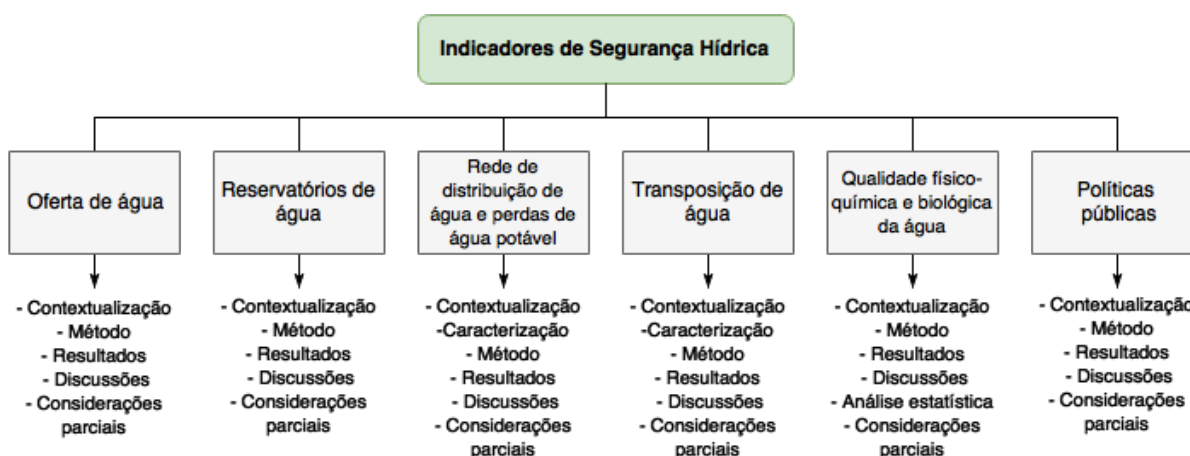 Indicadores de Segurança Hídrica
Oferta de água
Reservatórios de
água
Rede de
distribuição de
água e perdas de
água potável
Transposição de
água
Qualidade físico-
química e biológica
da água
Políticas
públicas
- Contextualização
- Método
- Resultados
- Discussões
- Considerações
parciais
- Contextualização
- Método
- Resultados
- Discussões
- Considerações
parciais
- Contextualização
-Caracterização
- Método
- Resultados
- Discussões
- Considerações
parciais
- Contextualização
-Caracterização
- Método
- Resultados
- Discussões
- Considerações
parciais
- Contextualização
- Método
- Resultados
- Discussões
- Análise estatística
- Considerações
parciais
- Contextualização
- Método
- Resultados
- Discussões
- Considerações
parciais